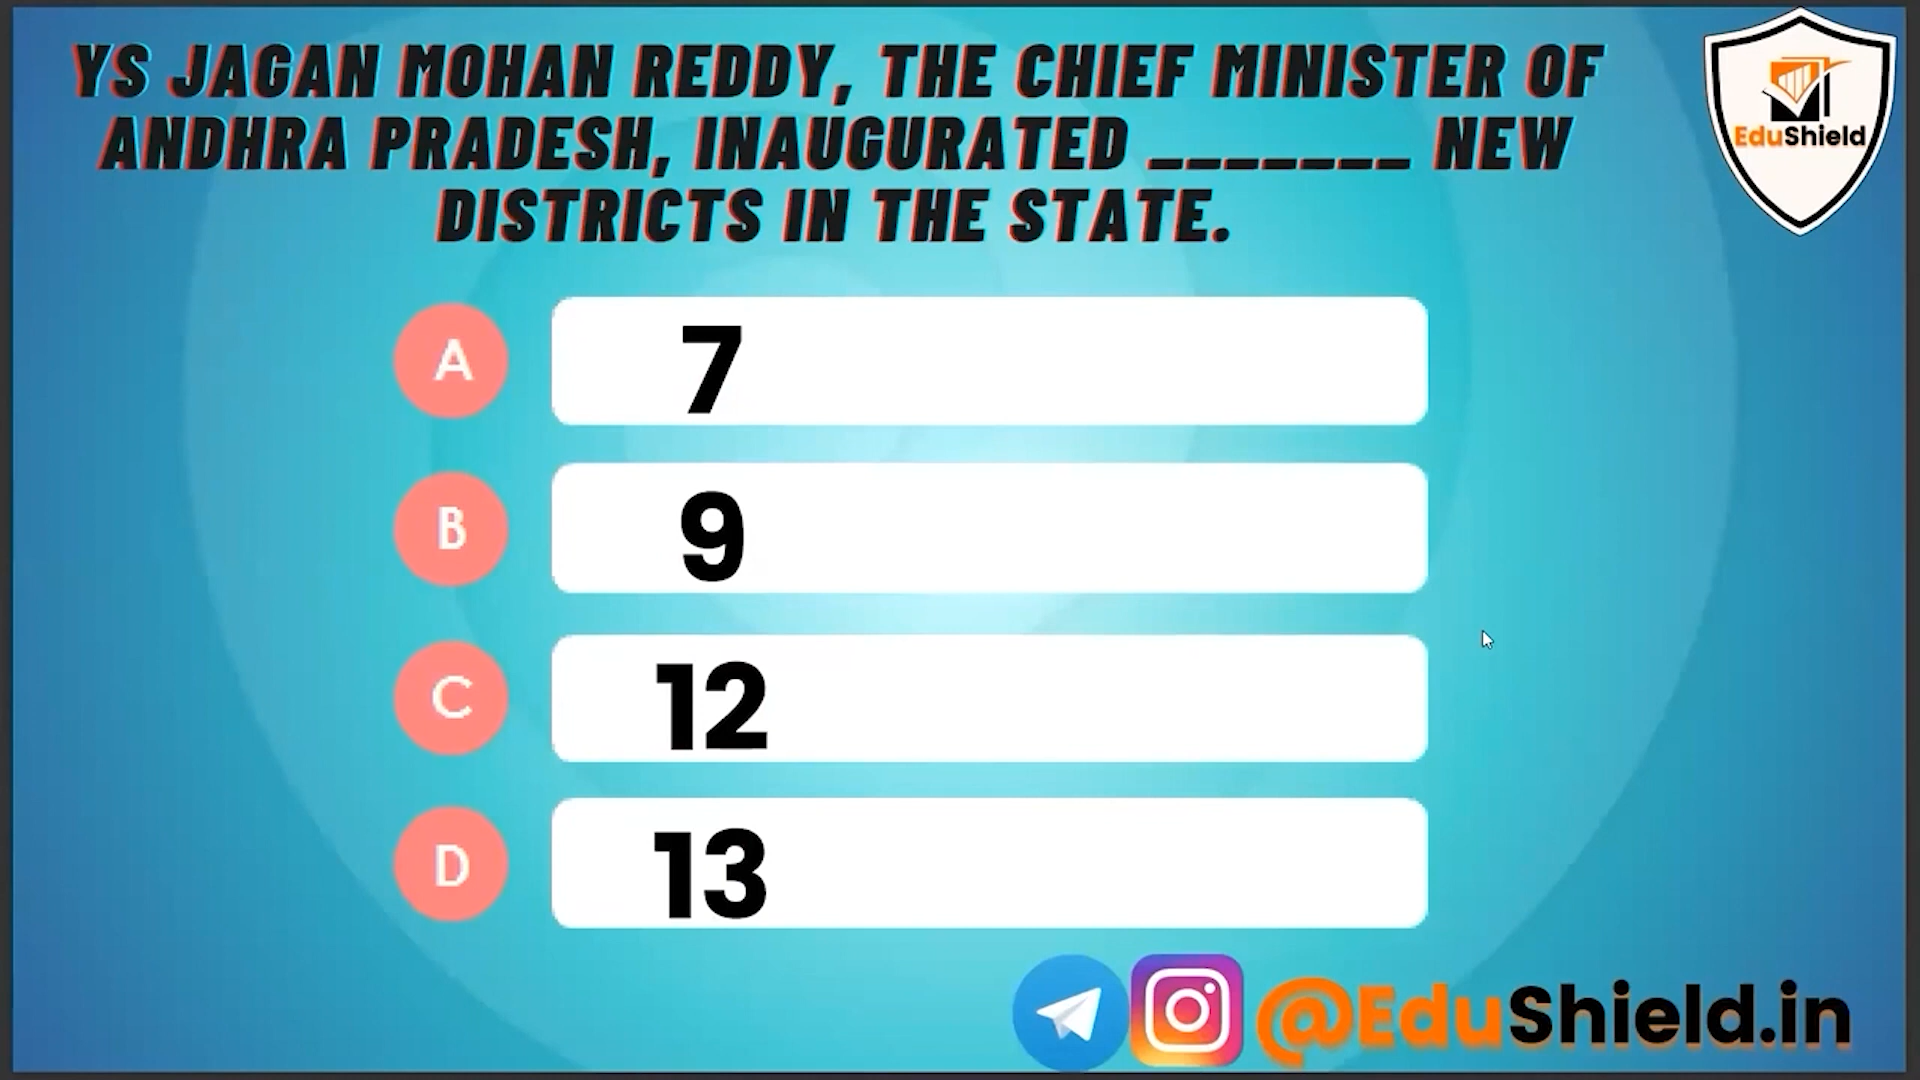 YS JAGAN MOHAN REDDY, THE CHIEF MINISTER OF
ANDHRA PRADESH, INAUGURATED _______ NEW
DISTRICTS IN THE STATE.
EduShield
A 7
B 9
C 12
D 13
@EduShield.in